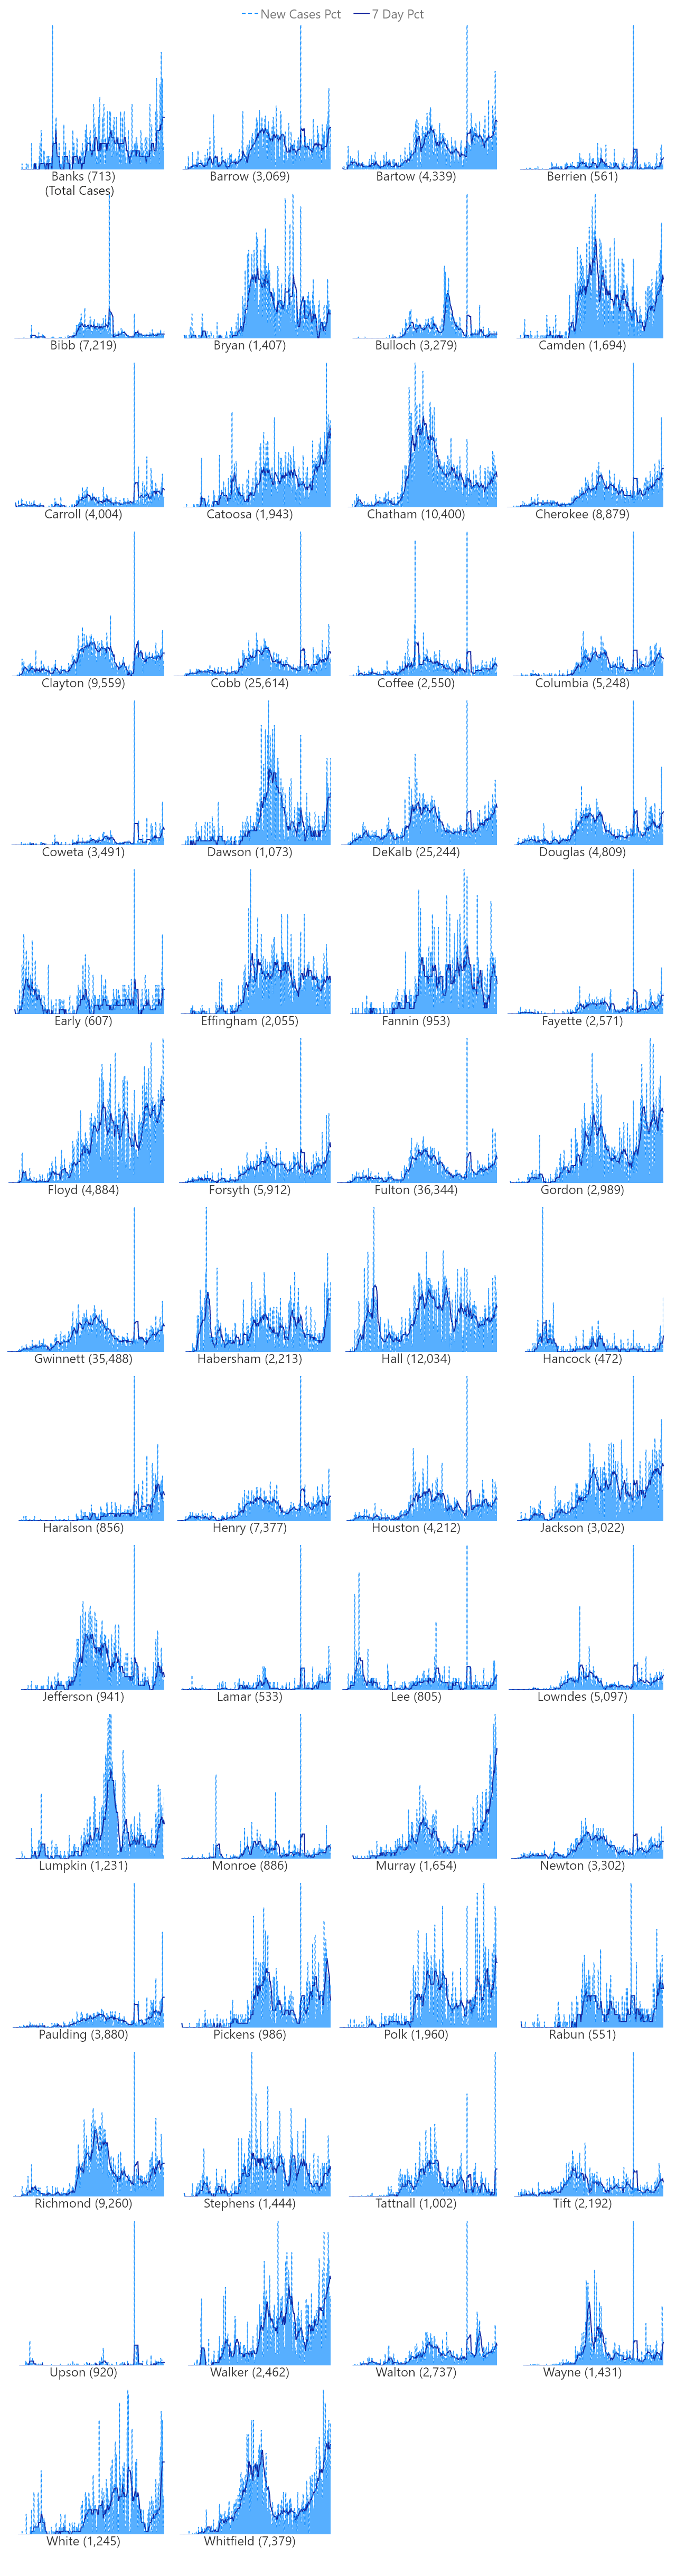 New Cases Pct 7 Day Pct
Banks (713) Barrow (3,069) Bartow (4,339) Berrien (561)
(Total Cases)
Bibb (7,219) Bryan (1,407) Bulloch (3,279) Camden (1,694)
Carroll (4,004) Catoosa (1,943) Chatham (10,400) Cherokee (8,879)
Clayton (9,559) Cobb (25,614) Coffee (2,550) Columbia (5,248)
Coweta (3,491) Dawson (1,073) DeKalb (25,244) Douglas (4,809)
Early (607) Effingham (2,055) Fannin (953) Fayette (2,571)
Floyd (4,884) Forsyth (5,912) Fulton (36,344) Gordon (2,989)
Gwinnett (35,488) Habersham (2,213) Hall (12,034) Hancock (472)
Haralson (856) Henry (7,377) Houston (4,212) Jackson (3,022)
Jefferson (941) Lamar (533) Lee (805) Lowndes (5,097)
Lumpkin (1,231) Monroe (886) Murray (1,654) Newton (3,302)
Paulding (3,880) Pickens (986) Polk (1,960) Rabun (551)
Richmond (9,260) Stephens (1,444) Tattnall (1,002) Tift (2,192)
Upson (920) Walker (2,462) Walton (2,737) Wayne (1,431)
White (1,245) Whitfield (7,379)